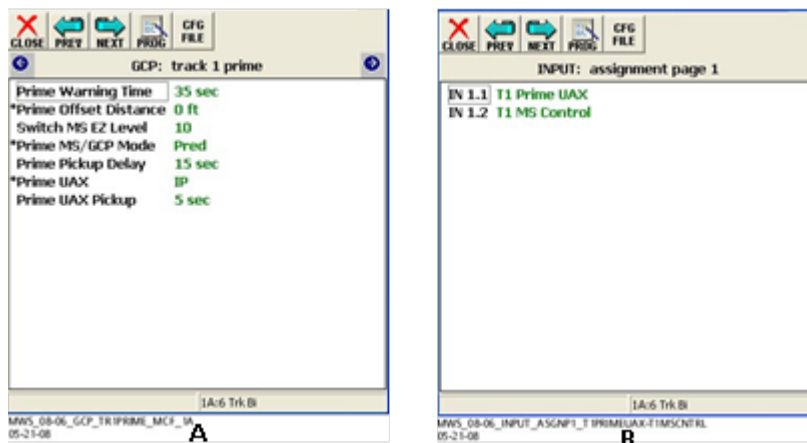 CLOSE PREV NEXT PROG CFG FILE
GCP: track 1 prime
Prime Warning Time 35 sec
*Prime Offset Distance 0 ft
Switch MS EZ Level 10
*Prime MS/GCP Mode Pred
Prime Pickup Delay 15 sec
*Prime UAX IP
Prime UAX Pickup 5 sec
1A:6 Trk Bi
MWS_08-06_GCP_TR1PRIME_MCF_1A
05-21-08
A
CLOSE PREV NEXT PROG CFG FILE
INPUT: assignment page 1
IN 1.1 T1 Prime UAX
IN 1.2 T1 MS Control
1A:6 Trk Bi
MWS_08-06_INPUT_ASGNP1_T1PRIMEUAX-T1MSCNTRL
05-21-08
B